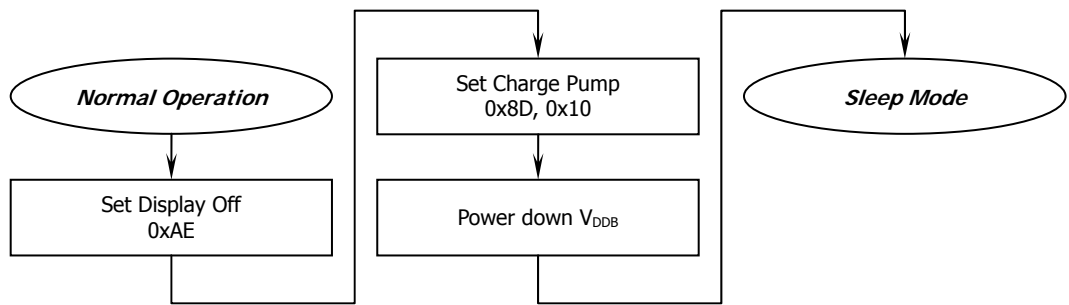 Normal Operation
Set Display Off
0xAE
Set Charge Pump
0x8D, 0x10
Power down VDDB
Sleep Mode